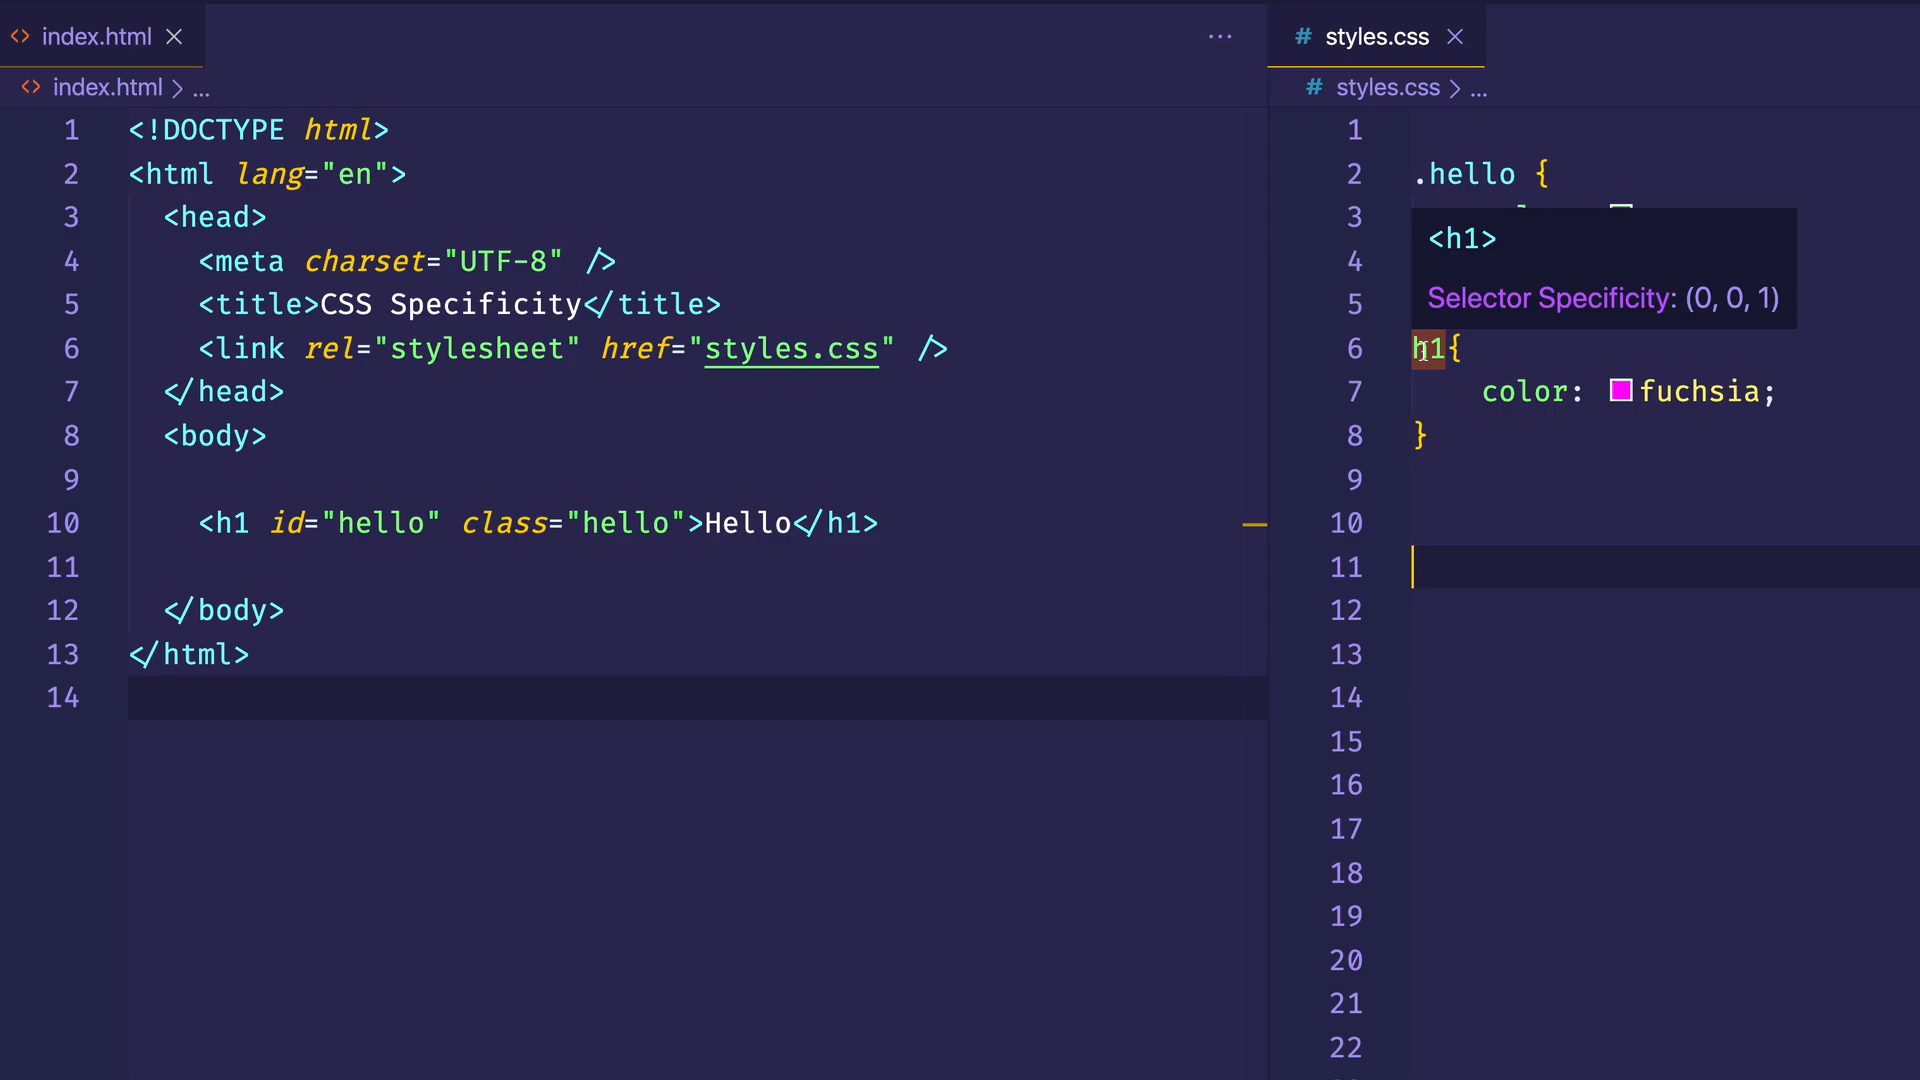 index.html
index.html > ...
1 <!DOCTYPE html>
2 <html lang="en">
3 <head>
4 <meta charset="UTF-8" />
5 <title>CSS Specificity</title>
6 <link rel="stylesheet" href="styles.css" />
7 </head>
8 <body>
9
10 <h1 id="hello" class="hello">Hello</h1>
11
12 </body>
13 </html>
14
# styles.css
# styles.css > ...
1
2 .hello {
3
<h1>
4
5
Selector Specificity: (0, 0, 1)
6 h1{
7 color: fuchsia;
8 }
9
10
11
12
13
14
15
16
17
18
19
20
21
22